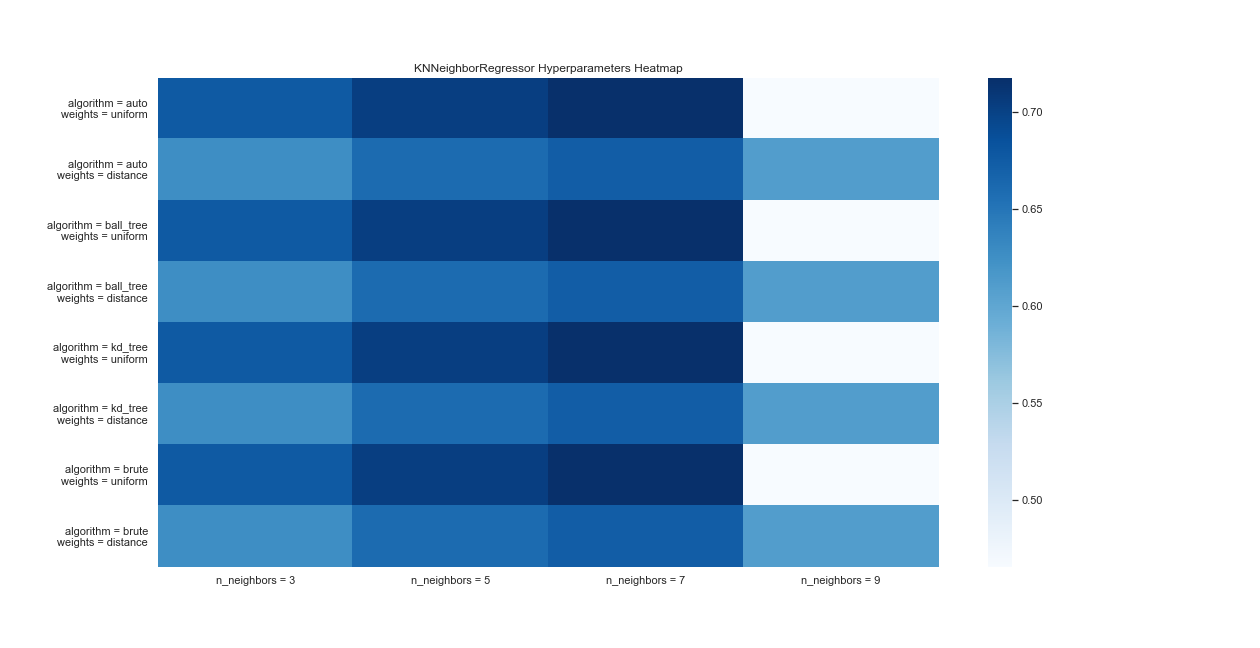 KNNeighborRegressor Hyperparameters Heatmap
algorithm = auto
weights = uniform
algorithm = auto
weights = distance
algorithm = ball_tree
weights = uniform
algorithm = ball_tree
weights = distance
algorithm = kd_tree
weights = uniform
algorithm = kd_tree
weights = distance
algorithm = brute
weights = uniform
algorithm = brute
weights = distance
n_neighbors = 3
n_neighbors = 5
n_neighbors = 7
n_neighbors = 9
0.70
0.65
0.60
0.55
0.50